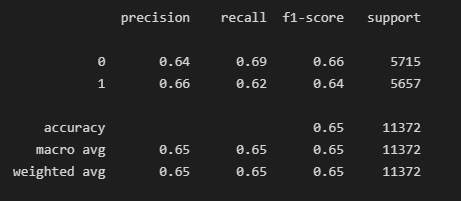 precision recall f1-score support
0 0.64 0.69 0.66 5715
1 0.66 0.62 0.64 5657
accuracy 0.65 11372
macro avg 0.65 0.65 0.65 11372
weighted avg 0.65 0.65 0.65 11372